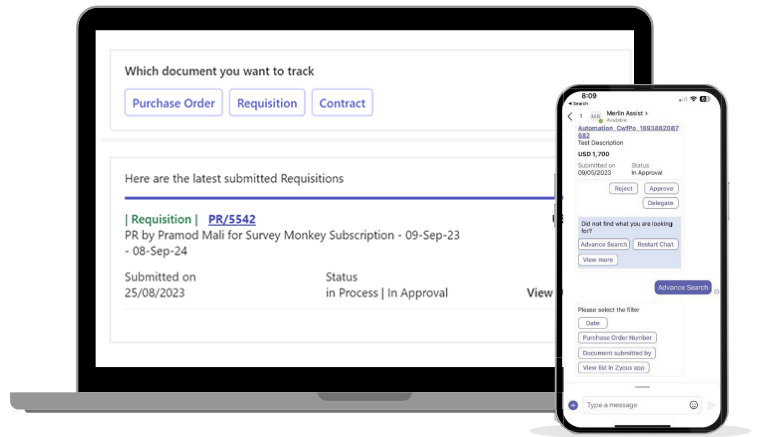 Which document you want to track
Purchase Order
Requisition
Contract
Here are the latest submitted Requisitions
| Requisition | PR/5542
PR by Pramod Mali for Survey Monkey Subscription - 09-Sep-23
- 08-Sep-24
Submitted on
Status
25/08/2023
in Process | In Approval
View
8:09
Search
1
MA
Merlin Assist >
Available
Automation_CwfPo_1693862087
682
Test Description
USD 1,700
Submitted on
Status
09/05/2023
In Approval
Reject
Approve
Delegate
Did not find what you are looking
for?
Advance Search
Restart Chat
View more
Advance Search
Please select the filter
Date
Purchase Order Number
Document submitted by
View list in Zycus app
Type a message